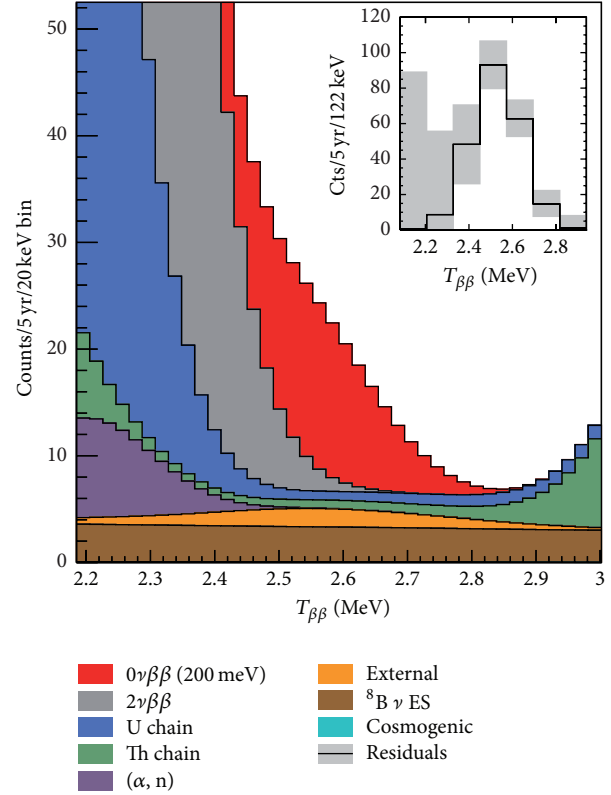 50
40
30
20
10
0
Counts/5 yr/20 keV bin
2.2 2.3 2.4 2.5 2.6 2.7 2.8 2.9 3
Tββ (MeV)
120
100
80
60
40
20
0
Cts/5 yr/122 keV
2.2 2.4 2.6 2.8
Tββ (MeV)
0νββ (200 meV)
2νββ
U chain
Th chain
(α, n)
External
⁸B ν ES
Cosmogenic
Residuals